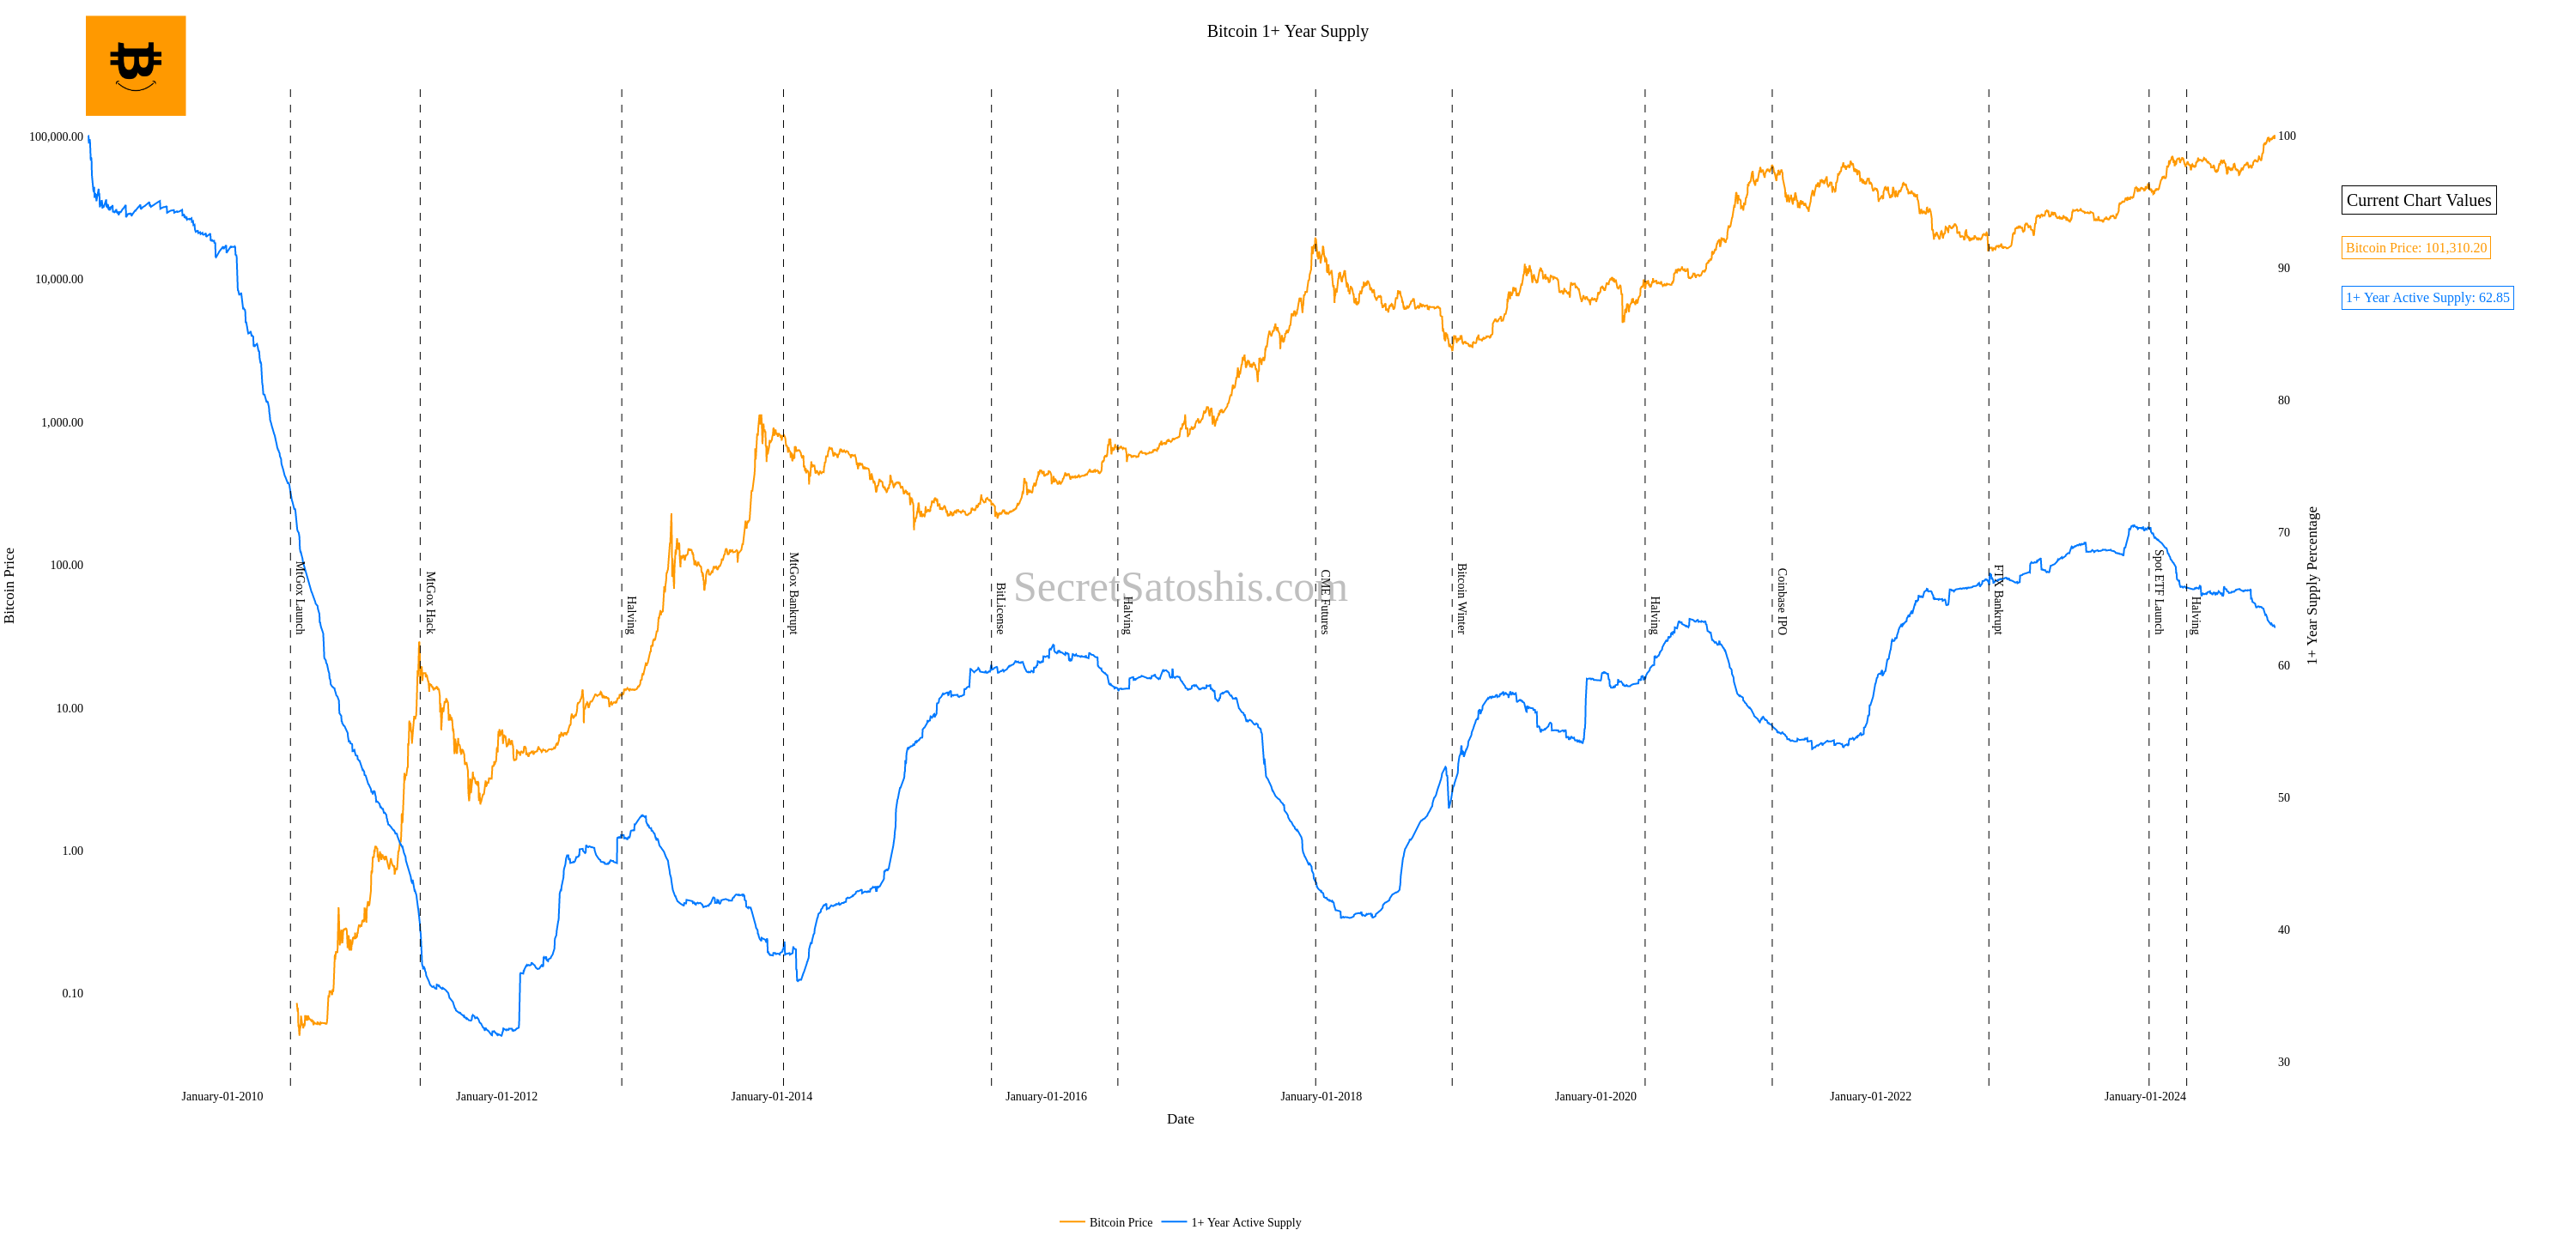 Bitcoin 1+ Year Supply
100,000.00
10,000.00
1,000.00
100.00
10.00
1.00
0.10
Bitcoin Price
100
90
80
70
60
50
40
30
1+ Year Supply Percentage
Current Chart Values
Bitcoin Price: 101,310.20
1+ Year Active Supply: 62.85
MtGox Launch
MtGox Hack
Halving
MtGox Bankrupt
BitLicense
Halving
CME Futures
Bitcoin Winter
Halving
Coinbase IPO
FTX Bankrupt
Spot ETF Launch
Halving
SecretSatoshis.com
January-01-2010
January-01-2012
January-01-2014
January-01-2016
January-01-2018
January-01-2020
January-01-2022
January-01-2024
Date
Bitcoin Price
1+ Year Active Supply